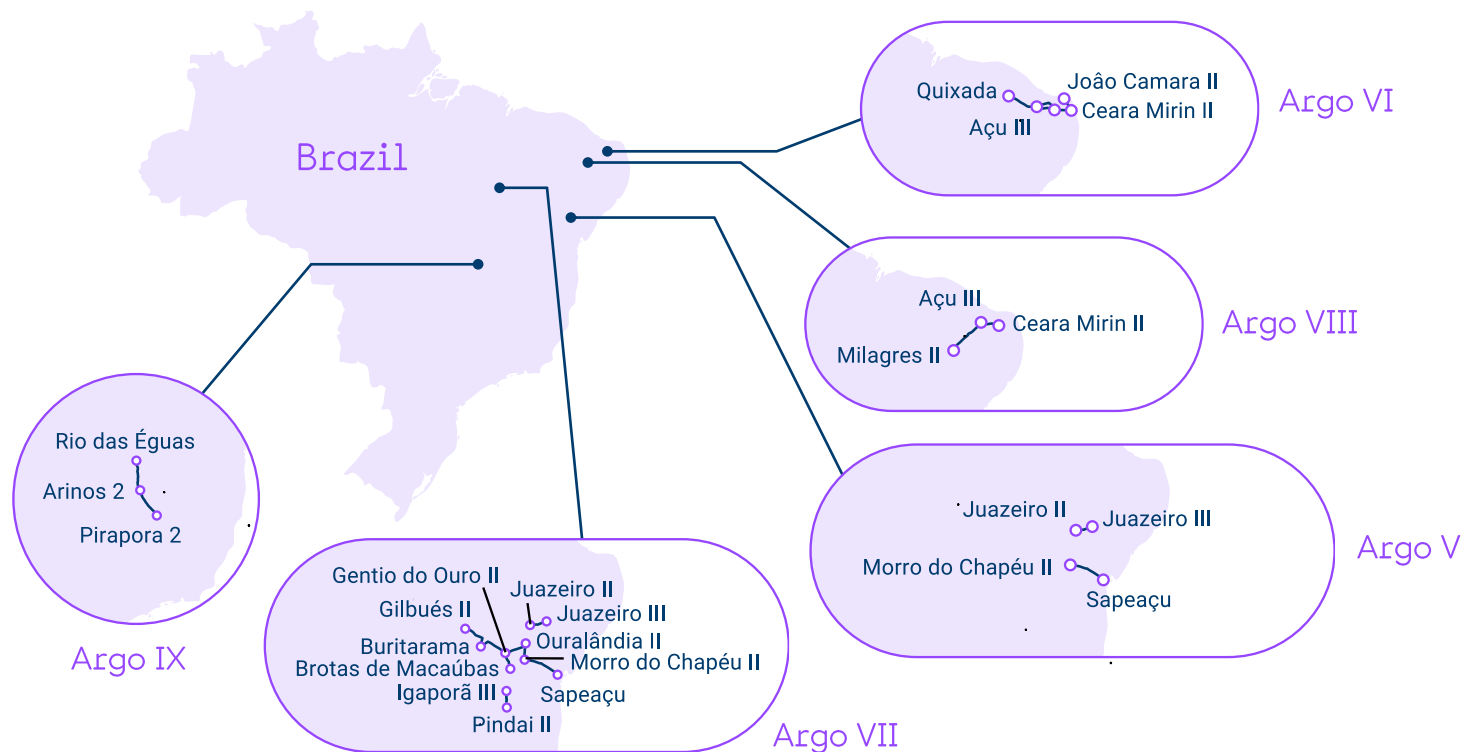 Brazil
Quixada
Joâo Camara II
Açu III
Ceara Mirin II
Argo VI
Açu III
Ceara Mirin II
Milagres II
Argo VIII
Juazeiro II
Juazeiro III
Morro do Chapéu II
Sapeaçu
Argo V
Rio das Éguas
Arinos 2
Pirapora 2
Argo IX
Gentio do Ouro II
Juazeiro II
Gilbués II
Juazeiro III
Buritarama
Ouralândia II
Brotas de Macaúbas
Morro do Chapéu II
Igaporã III
Sapeaçu
Pindai II
Argo VII